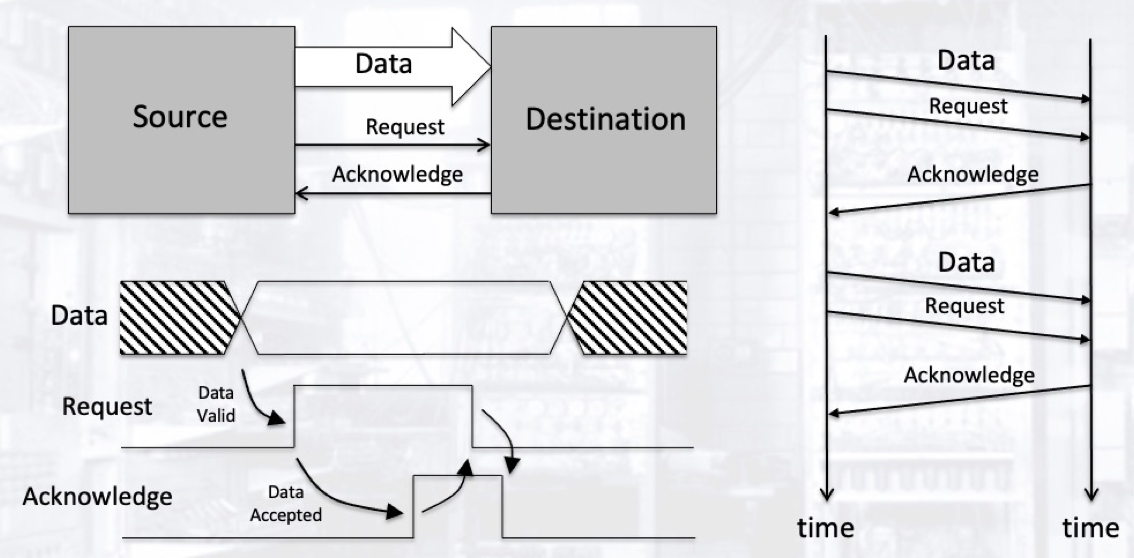 Source
Data
Request
Acknowledge
Destination
Data
Request
Acknowledge
Data
Request
Acknowledge
time
time
Data
Data
Valid
Request
Data
Accepted
Acknowledge